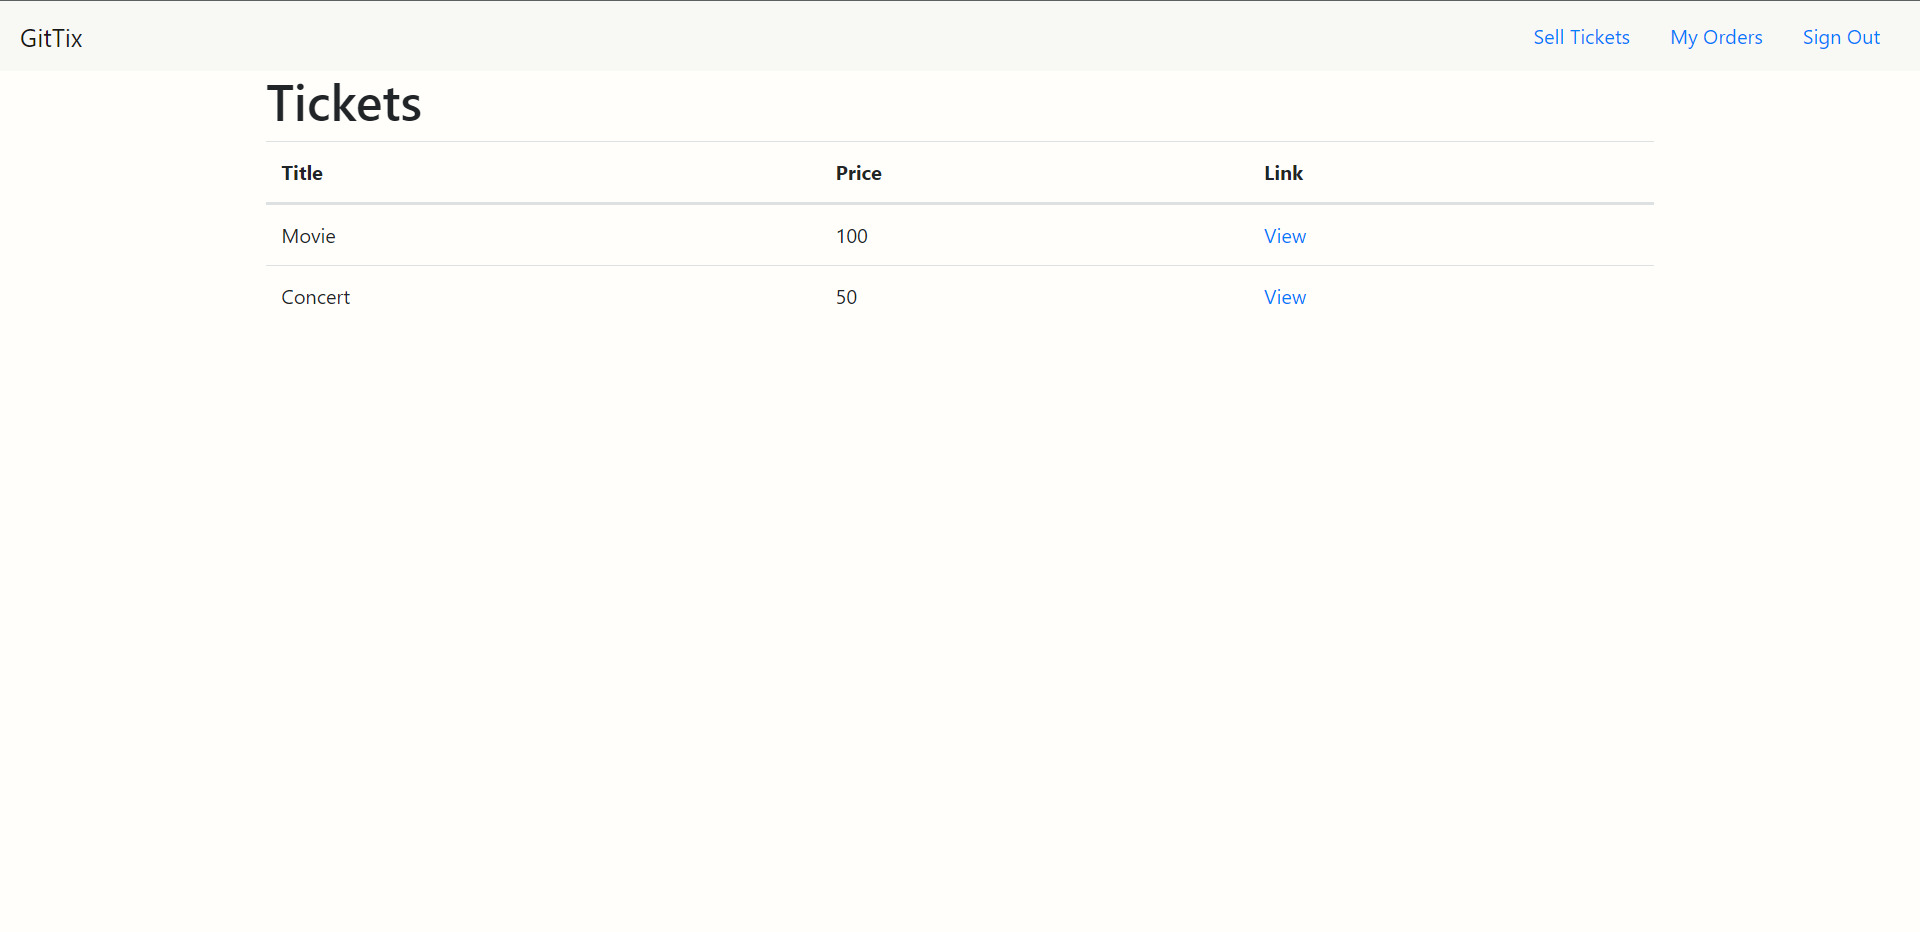 GitTix Sell Tickets My Orders Sign Out
Tickets
Title Price Link
Movie 100 View
Concert 50 View